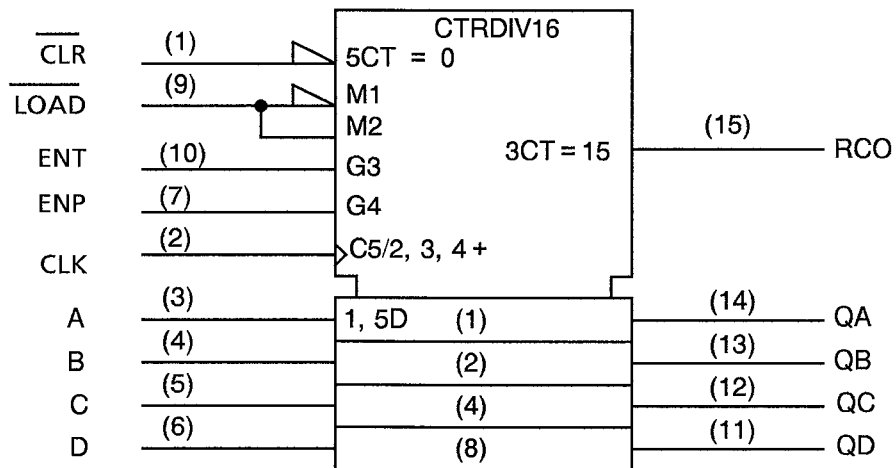 CTRDIV16
CLR (1) 5CT = 0
LOAD (9) M1
M2
ENT (10) G3 3CT = 15 (15) RCO
ENP (7) G4
CLK (2) C5/2, 3, 4 +
A (3) 1, 5D (1) (14) QA
B (4) (2) (13) QB
C (5) (4) (12) QC
D (6) (8) (11) QD